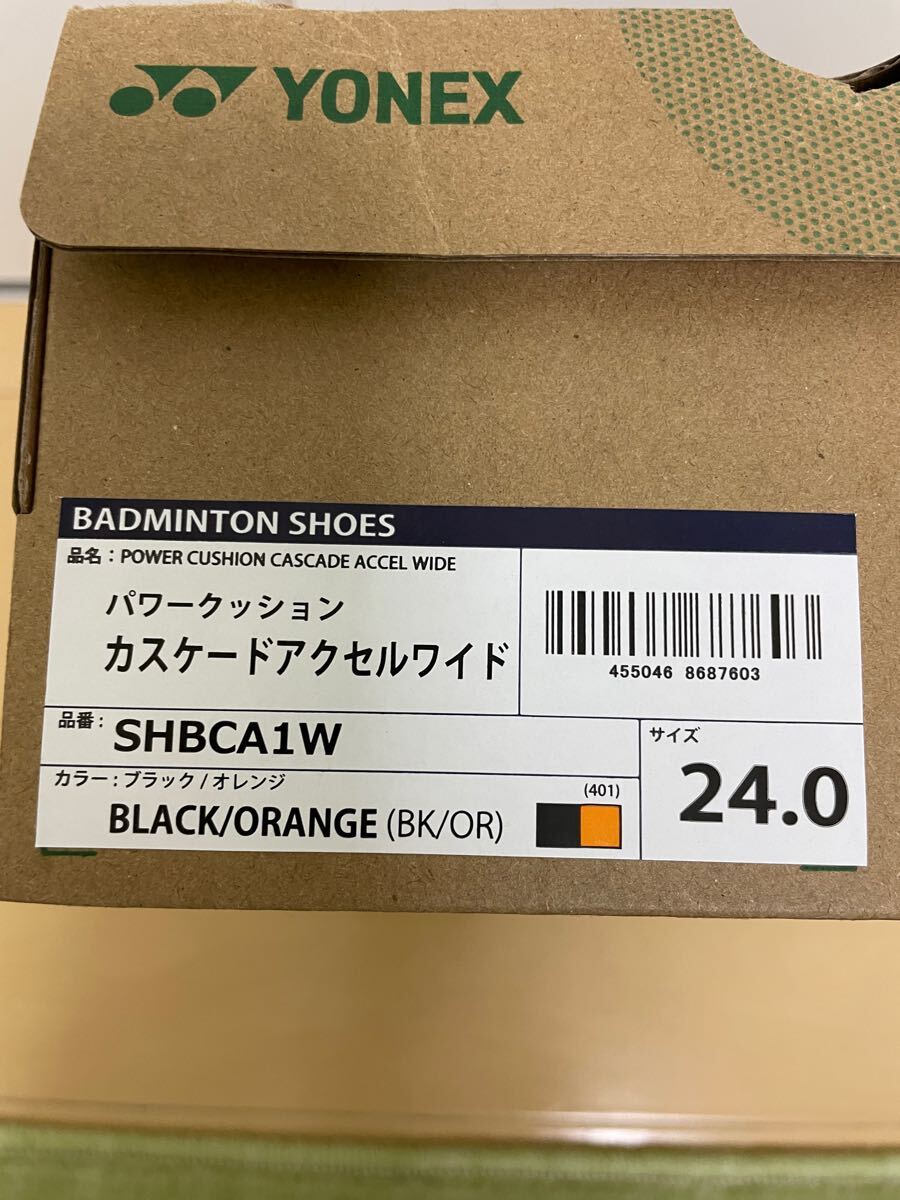 YONEX
BADMINTON SHOES
品名：POWER CUSHION CASCADE ACCEL WIDE
パワークッション
カスケードアクセルワイド
455046 8687603
品番：
SHBCA1W
カラー：ブラック / オレンジ
BLACK/ORANGE (BK/OR)
(401)
サイズ
24.0